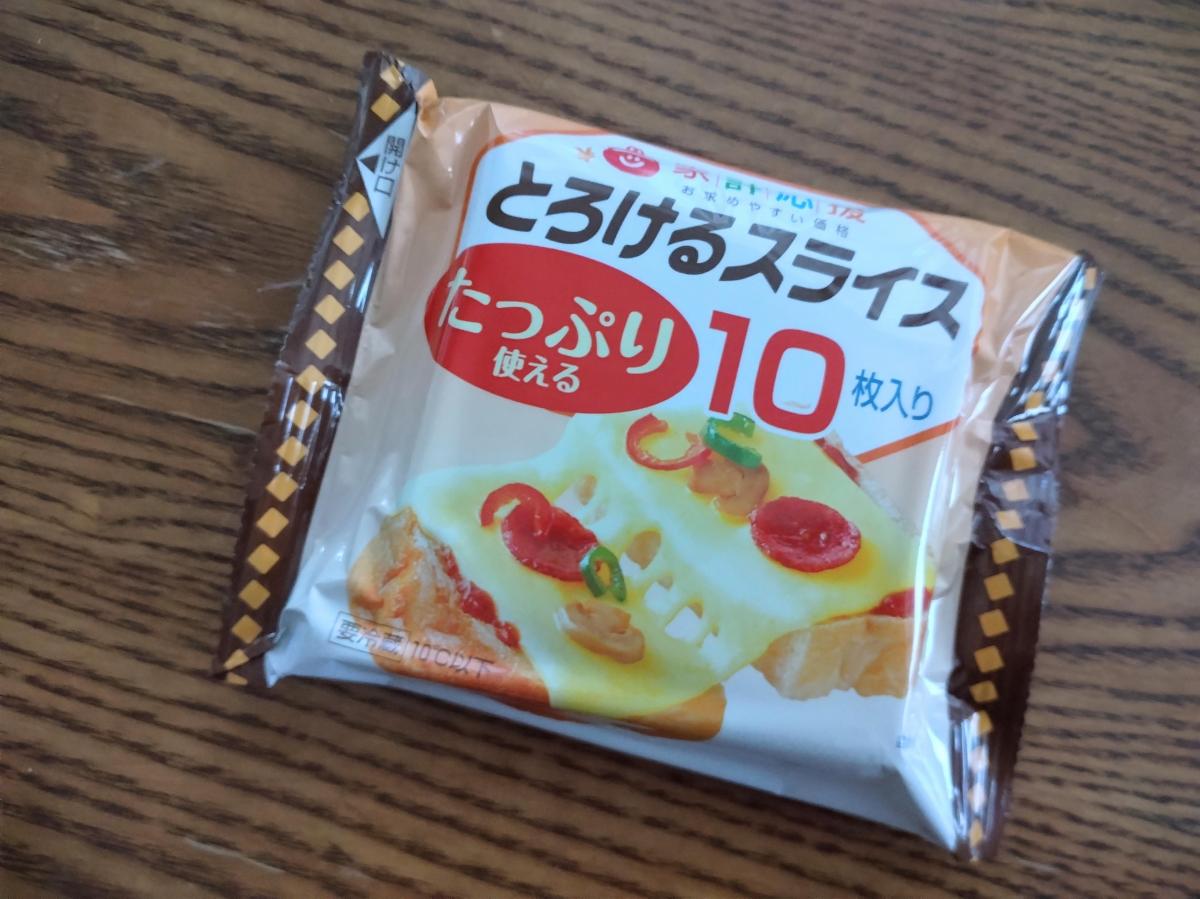 開け口
家計応援
お求めやすい価格
とろけるスライス
たっぷり
使える
10枚入り
要冷蔵 10℃以下